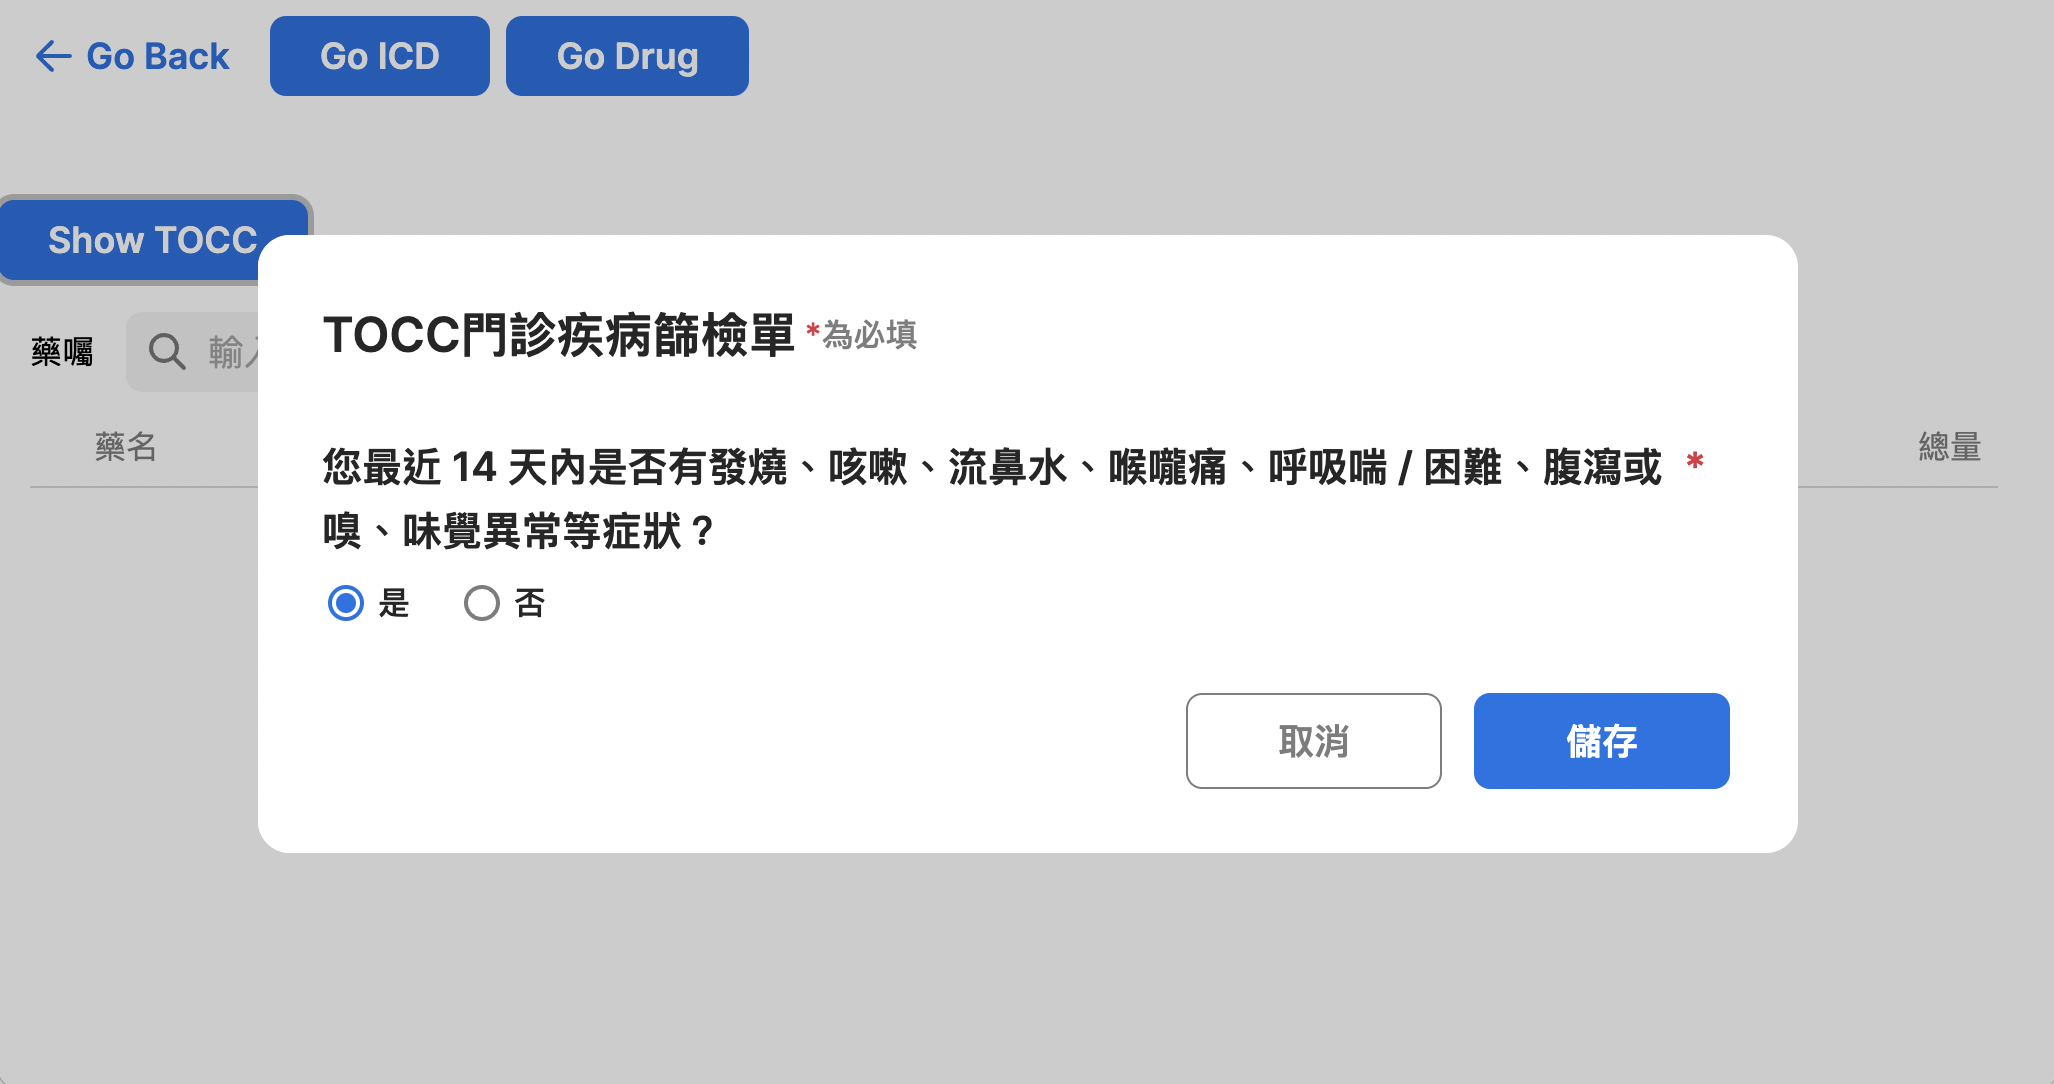 Go Back
Go ICD
Go Drug
Show TOCC
TOCC門診疾病篩檢單 *為必填
藥囑
輸
藥名
總量
您最近 14 天內是否有發燒、咳嗽、流鼻水、喉嚨痛、呼吸喘 / 困難、腹瀉或 *
嗅、味覺異常等症狀？
是
否
取消
儲存